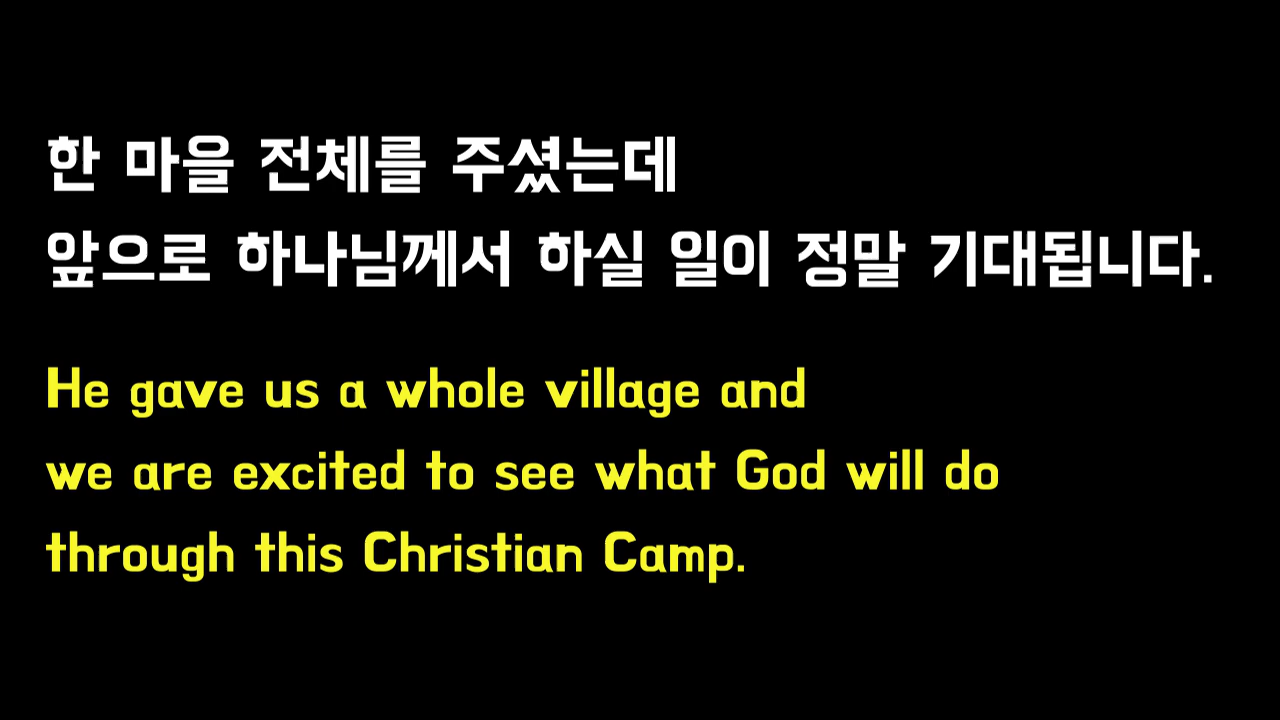 한 마을 전체를 주셨는데
앞으로 하나님께서 하실 일이 정말 기대됩니다.
He gave us a whole village and
we are excited to see what God will do
through this Christian Camp.